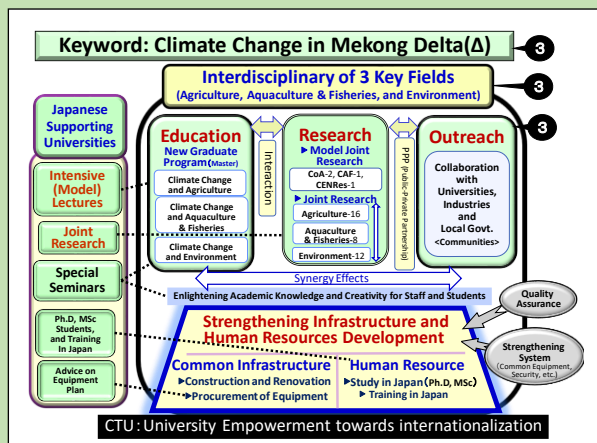 Keyword: Climate Change in Mekong Delta(Δ)
3
Interdisciplinary of 3 Key Fields
(Agriculture, Aquaculture & Fisheries, and Environment)
3
Japanese
Supporting
Universities
Intensive
(Model)
Lectures
Joint
Research
Special
Seminars
Ph.D, MSc
Students,
and Training
In Japan
Advice on
Equipment
Plan
Education
New Graduate
Program(Master)
Climate Change
and Agriculture
Climate Change
and Aquaculture
& Fisheries
Climate Change
and Environment
Interaction
Research
▶ Model Joint
Research
CoA-2, CAF-1,
CENRes-1
▶ Joint Research
Agriculture-16
Aquaculture
& Fisheries-8
Environment-12
PPP (Public-Private Partnership)
3
Outreach
Collaboration
with
Universities,
Industries
and
Local Govt.
<Communities>
Synergy Effects
Enlightening Academic Knowledge and Creativity for Staff and Students
Quality
Assurance
Strengthening
System
(Common Equipment,
Security, etc.)
Strengthening Infrastructure and
Human Resources Development
Common Infrastructure
▶Construction and Renovation
▶Procurement of Equipment
Human Resource
▶Study in Japan (Ph.D, MSc)
▶Training in Japan
CTU : University Empowerment towards internationalization